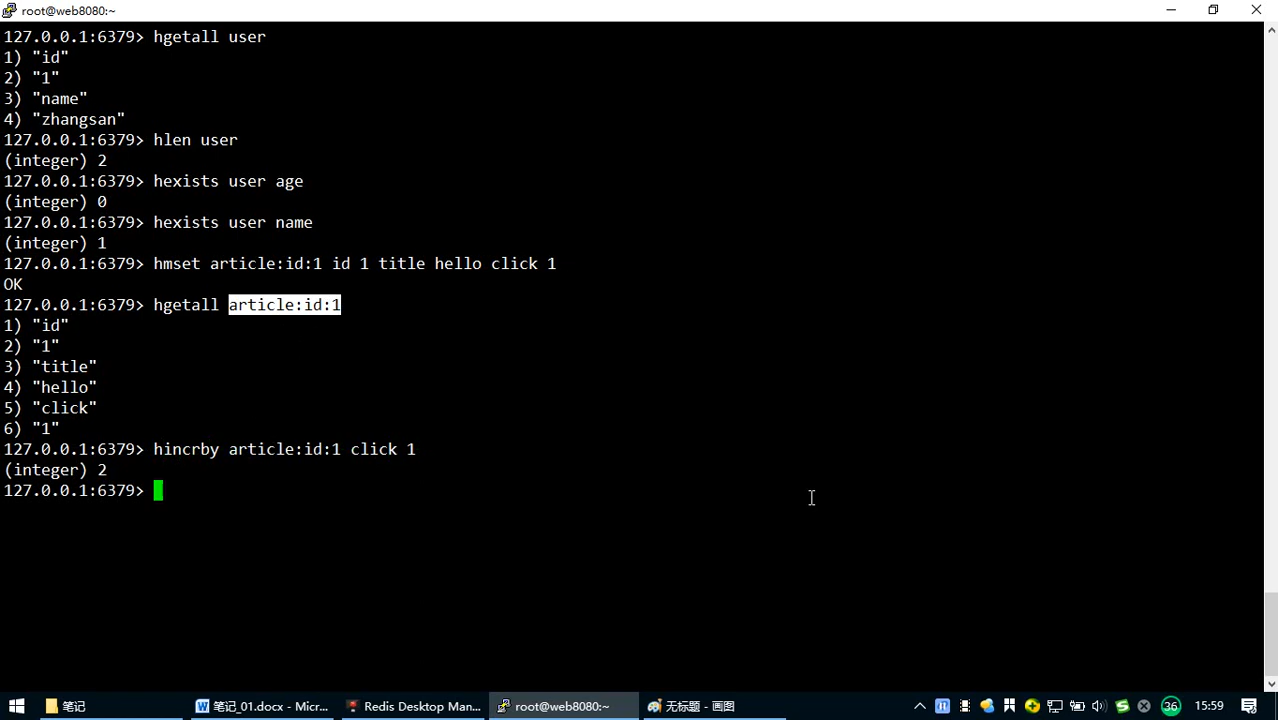 root@web8080:~
127.0.0.1:6379> hgetall user
1) "id"
2) "1"
3) "name"
4) "zhangsan"
127.0.0.1:6379> hlen user
(integer) 2
127.0.0.1:6379> hexists user age
(integer) 0
127.0.0.1:6379> hexists user name
(integer) 1
127.0.0.1:6379> hmset article:id:1 id 1 title hello click 1
OK
127.0.0.1:6379> hgetall article:id:1
1) "id"
2) "1"
3) "title"
4) "hello"
5) "click"
6) "1"
127.0.0.1:6379> hincrby article:id:1 click 1
(integer) 2
127.0.0.1:6379>
笔记 笔记_01.docx - Micr... Redis Desktop Man... root@web8080:~ 无标题 - 画图 36 15:59